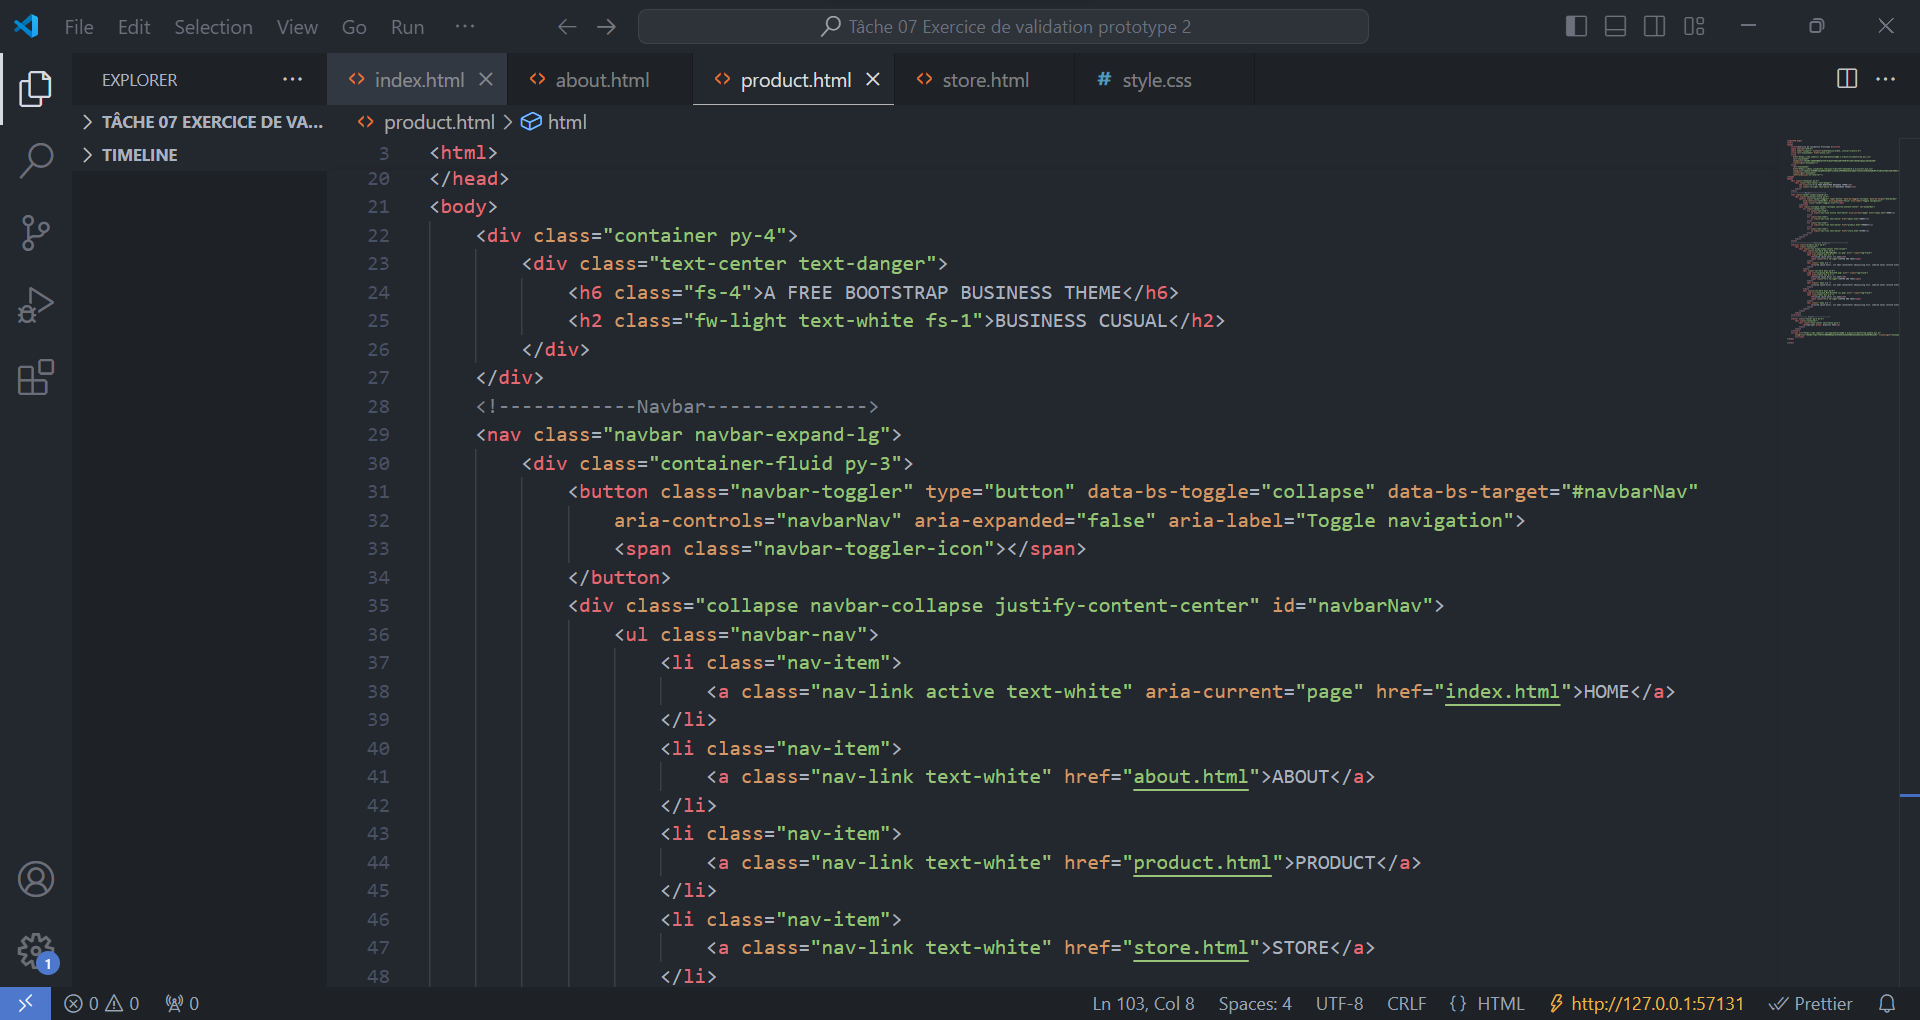 File Edit Selection View Go Run ··· Tâche 07 Exercice de validation prototype 2
EXPLORER ··· index.html about.html product.html store.html # style.css ···
TÂCHE 07 EXERCICE DE VA... product.html > html
TIMELINE
3 <html>
20 </head>
21 <body>
22 <div class="container py-4">
23 <div class="text-center text-danger">
24 <h6 class="fs-4">A FREE BOOTSTRAP BUSINESS THEME</h6>
25 <h2 class="fw-light text-white fs-1">BUSINESS CUSUAL</h2>
26 </div>
27 </div>
28 <!------------Navbar-------------->
29 <nav class="navbar navbar-expand-lg">
30 <div class="container-fluid py-3">
31 <button class="navbar-toggler" type="button" data-bs-toggle="collapse" data-bs-target="#navbarNav"
32 aria-controls="navbarNav" aria-expanded="false" aria-label="Toggle navigation">
33 <span class="navbar-toggler-icon"></span>
34 </button>
35 <div class="collapse navbar-collapse justify-content-center" id="navbarNav">
36 <ul class="navbar-nav">
37 <li class="nav-item">
38 <a class="nav-link active text-white" aria-current="page" href="index.html">HOME</a>
39 </li>
40 <li class="nav-item">
41 <a class="nav-link text-white" href="about.html">ABOUT</a>
42 </li>
43 <li class="nav-item">
44 <a class="nav-link text-white" href="product.html">PRODUCT</a>
45 </li>
46 <li class="nav-item">
47 <a class="nav-link text-white" href="store.html">STORE</a>
48 </li>
1
0 0 0 Ln 103, Col 8 Spaces: 4 UTF-8 CRLF {} HTML http://127.0.0.1:57131 Prettier